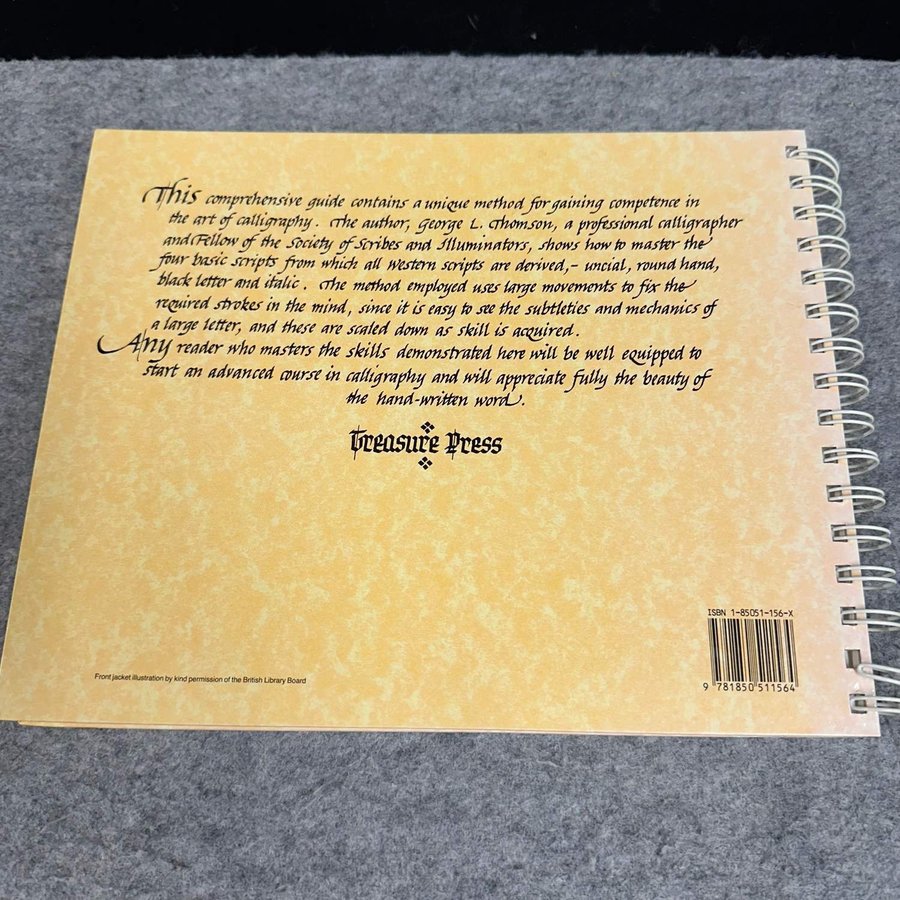 This comprehensive guide contains a unique method for gaining competence in
the art of calligraphy. The author, George L. Thomson, a professional calligrapher
and Fellow of the Society of Scribes and Illuminators, shows how to master the
four basic scripts from which all western scripts are derived,- uncial, round hand,
black letter and italic. The method employed uses large movements to fix the
required strokes in the mind, since it is easy to see the subtleties and mechanics of
a large letter, and these are scaled down as skill is acquired.
Any reader who masters the skills demonstrated here will be well equipped to
start an advanced course in calligraphy and will appreciate fully the beauty of
the hand-written word.
Treasure Press
ISBN 1-85051-156-X
9 781850 511564
Front jacket illustration by kind permission of the British Library Board